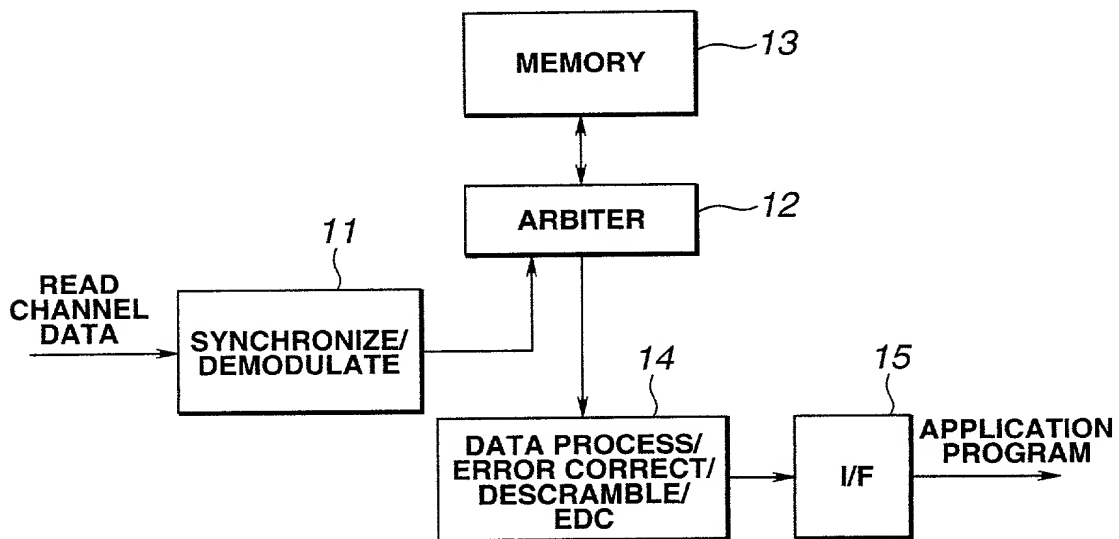 MEMORY
13
ARBITER
12
11
READ
CHANNEL
DATA
SYNCHRONIZE/
DEMODULATE
14
DATA PROCESS/
ERROR CORRECT/
DESCRAMBLE/
EDC
15
I/F
APPLICATION
PROGRAM